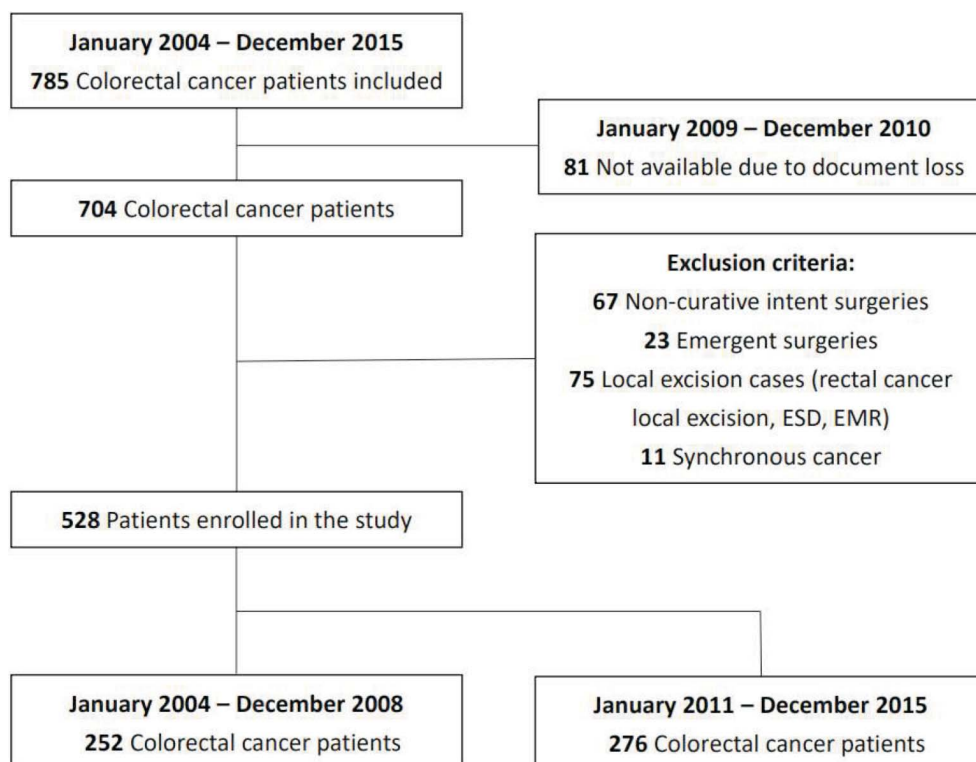 January 2004 – December 2015
785 Colorectal cancer patients included
January 2009 – December 2010
81 Not available due to document loss
704 Colorectal cancer patients
Exclusion criteria:
67 Non-curative intent surgeries
23 Emergent surgeries
75 Local excision cases (rectal cancer
local excision, ESD, EMR)
11 Synchronous cancer
528 Patients enrolled in the study
January 2004 – December 2008
252 Colorectal cancer patients
January 2011 – December 2015
276 Colorectal cancer patients